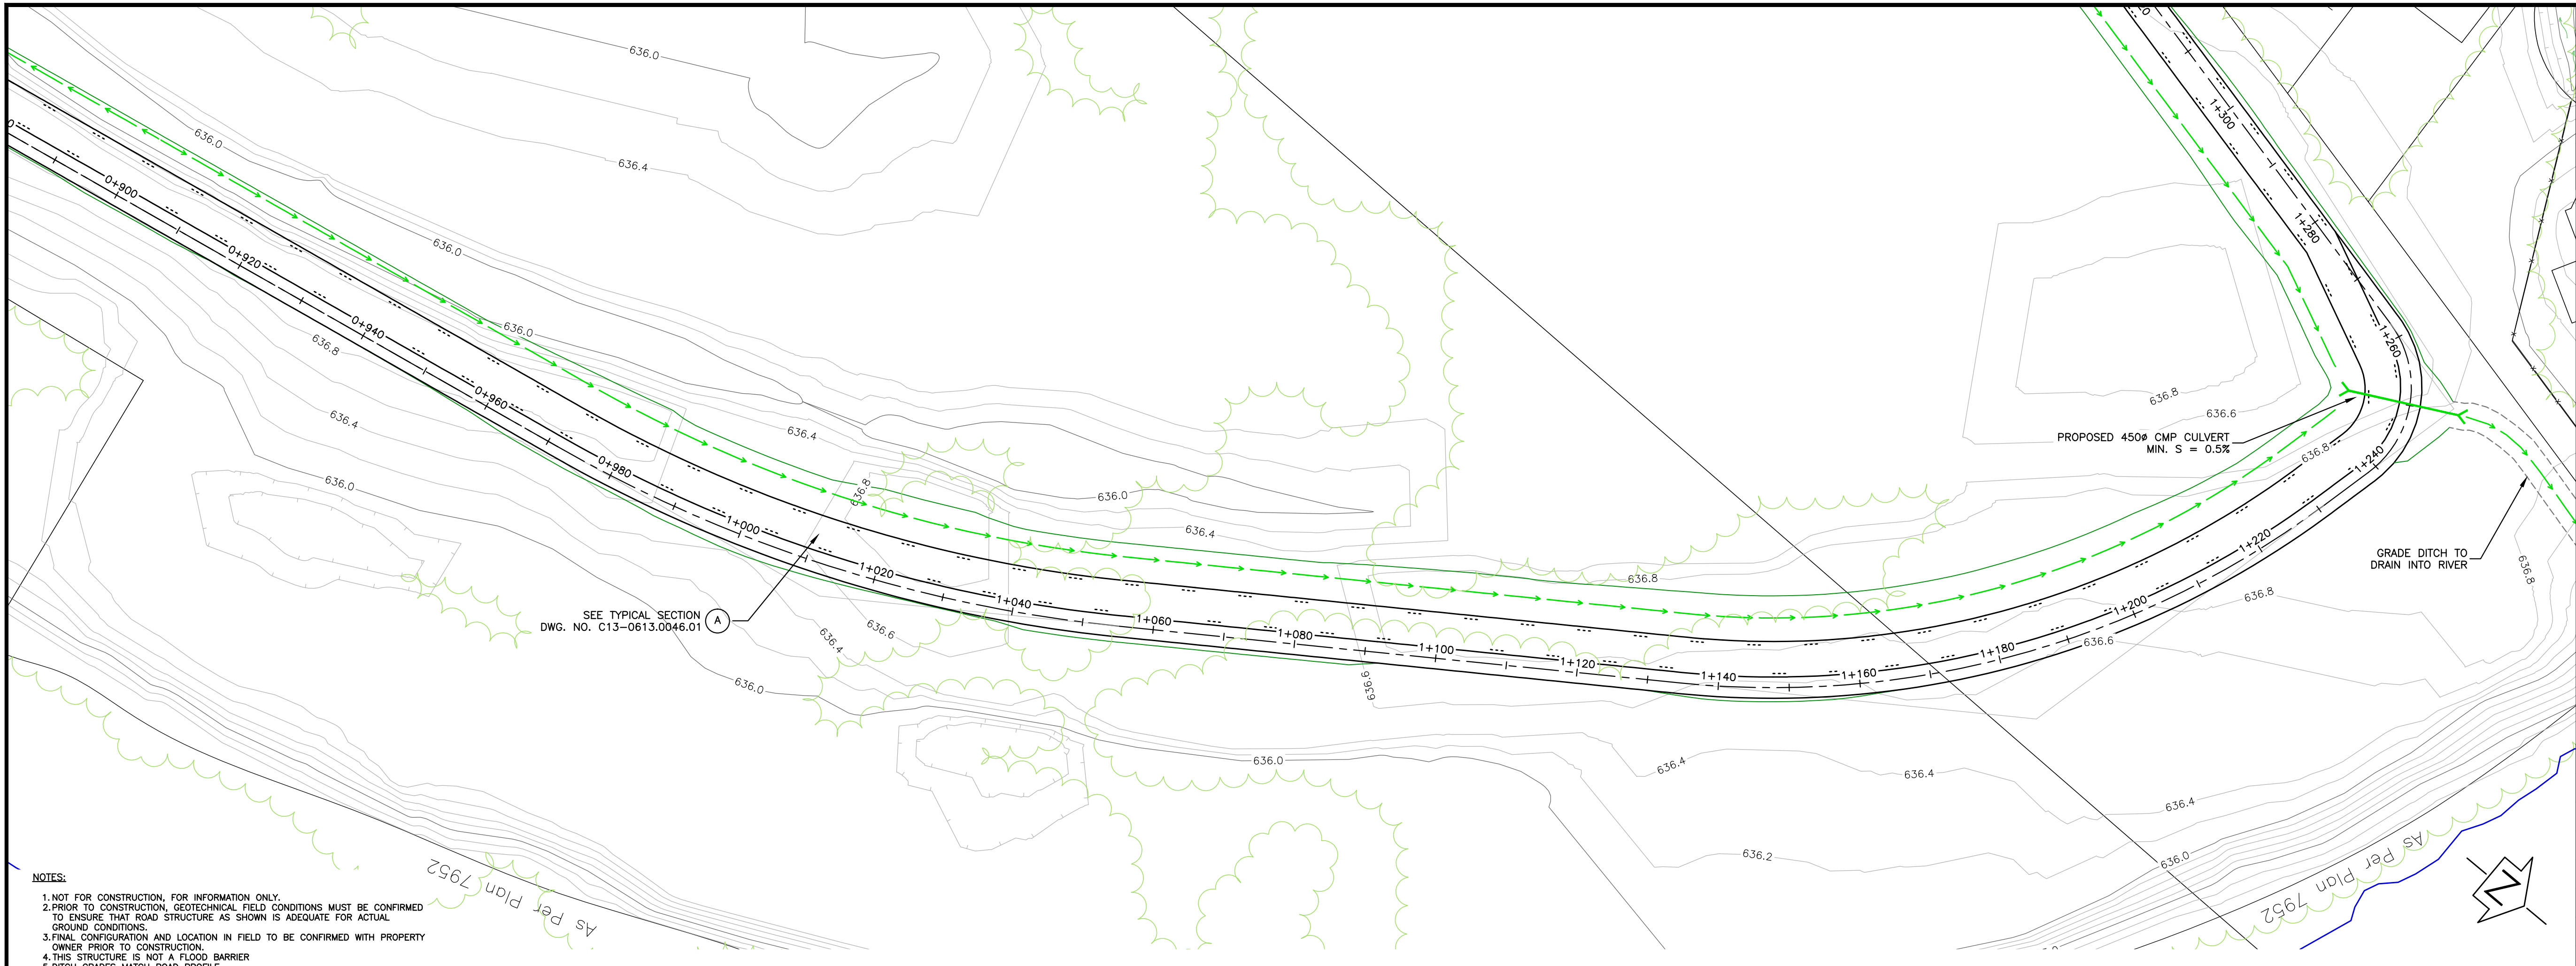 636.0
636.4
636.0
0+900
0+920
636.0
0+940
636.8
636.0
0+960
636.4
636.4
0+980
636.0
636.8
1+000
636.0
636.4
1+020
1+040
636.8
SEE TYPICAL SECTION
DWG. NO. C13-0613.0046.01
A
1+060
636.6
636.4
1+080
1+100
1+120
1+140
1+160
1+180
1+200
1+220
1+240
1+260
1+280
1+300
636.8
636.6
PROPOSED 450ø CMP CULVERT
MIN. S = 0.5%
636.8
GRADE DITCH TO
DRAIN INTO RIVER
636.8
636.8
636.6
636.0
636.6
636.0
636.4
636.4
636.4
636.2
636.0
As Per Plan 7952
As Per Plan 7952
N
NOTES:
1. NOT FOR CONSTRUCTION, FOR INFORMATION ONLY.
2. PRIOR TO CONSTRUCTION, GEOTECHNICAL FIELD CONDITIONS MUST BE CONFIRMED
TO ENSURE THAT ROAD STRUCTURE AS SHOWN IS ADEQUATE FOR ACTUAL
GROUND CONDITIONS.
3. FINAL CONFIGURATION AND LOCATION IN FIELD TO BE CONFIRMED WITH PROPERTY
OWNER PRIOR TO CONSTRUCTION.
4. THIS STRUCTURE IS NOT A FLOOD BARRIER
5. DITCH GRADES MATCH ROAD PROFILE